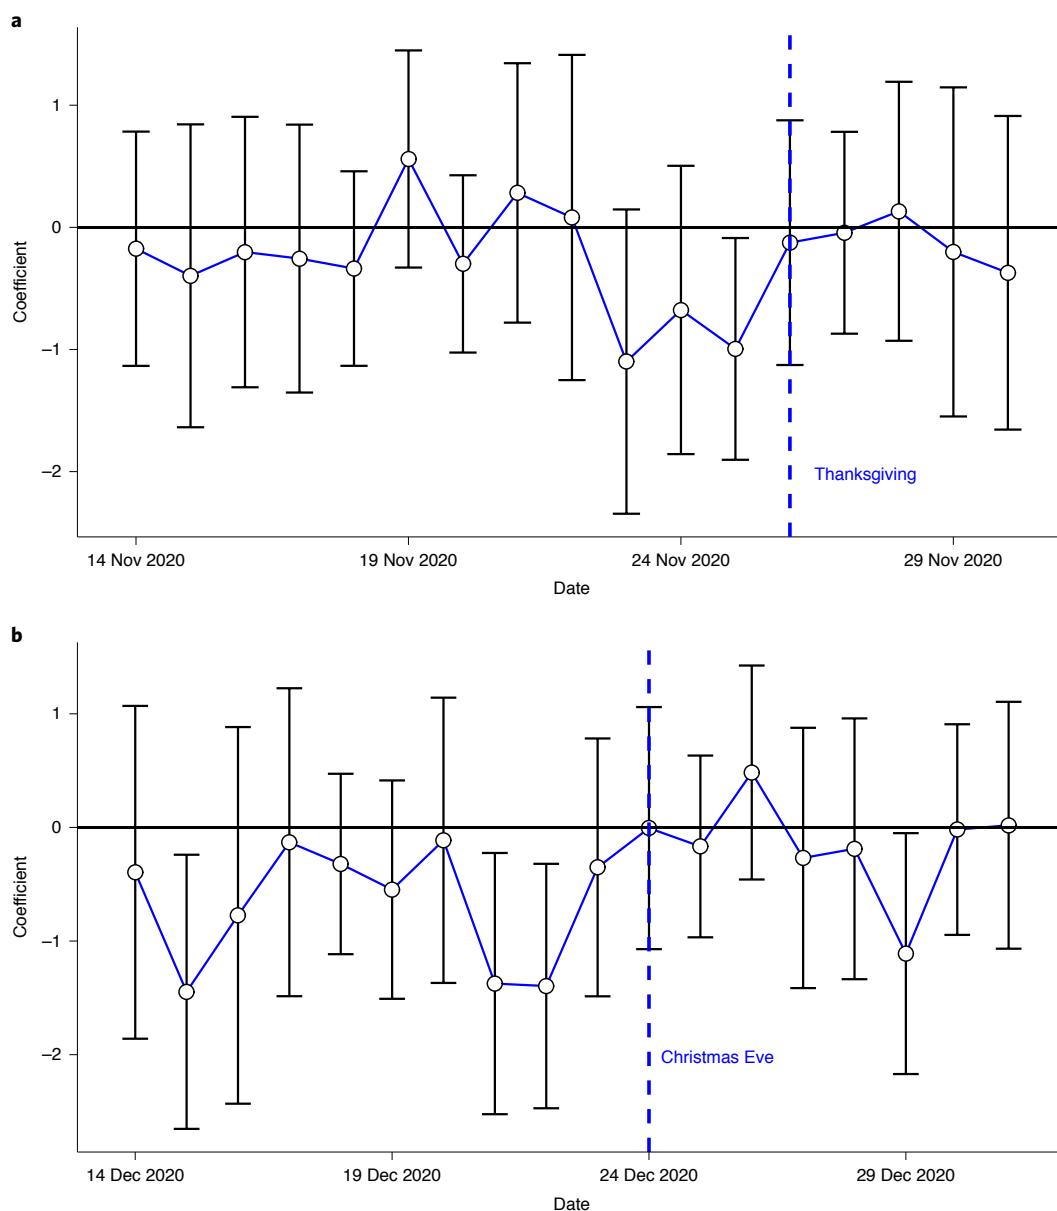 a
1
0
−1
−2
Coefficient
Thanksgiving
14 Nov 2020
19 Nov 2020
24 Nov 2020
29 Nov 2020
Date
b
1
0
−1
−2
Coefficient
Christmas Eve
14 Dec 2020
19 Dec 2020
24 Dec 2020
29 Dec 2020
Date